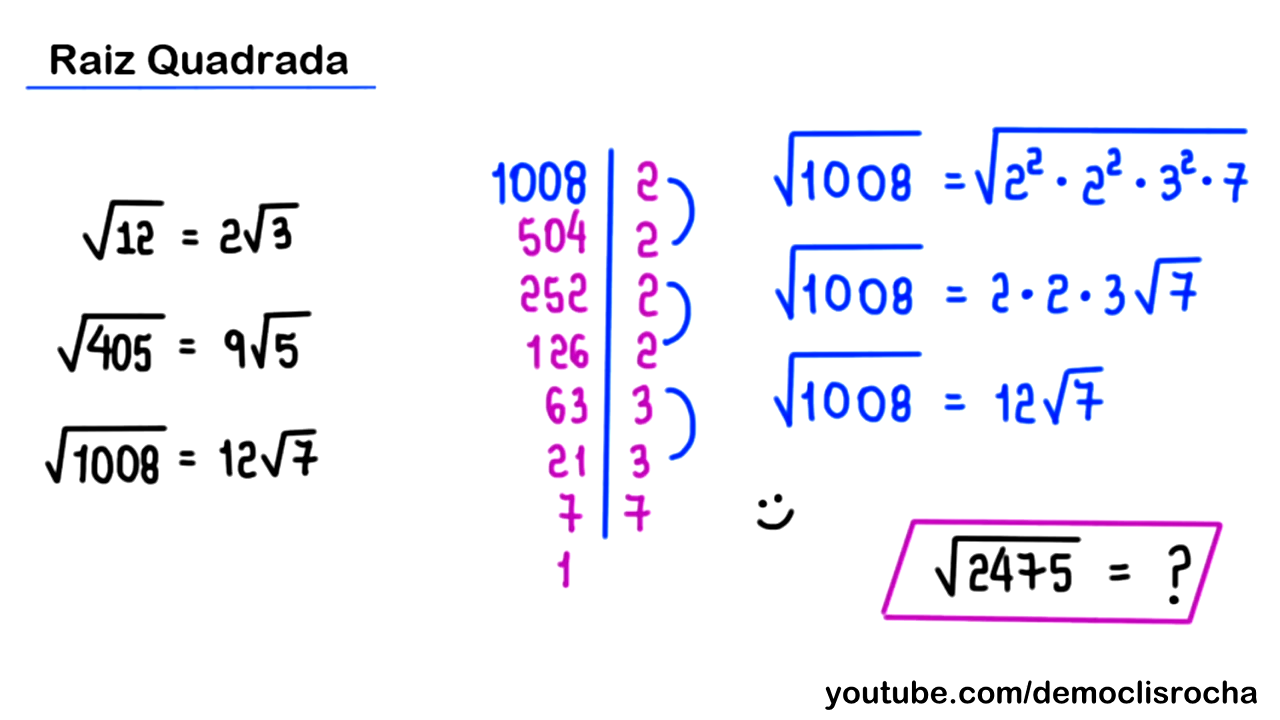 Raiz Quadrada
√12 = 2√3
√405 = 9√5
√1008 = 12√7
1008 | 2
504 | 2
252 | 2
126 | 2
63 | 3
21 | 3
7 | 7
1
√1008 = √2² · 2² · 3² · 7
√1008 = 2 · 2 · 3√7
√1008 = 12√7
√2475 = ?
youtube.com/democlisrocha